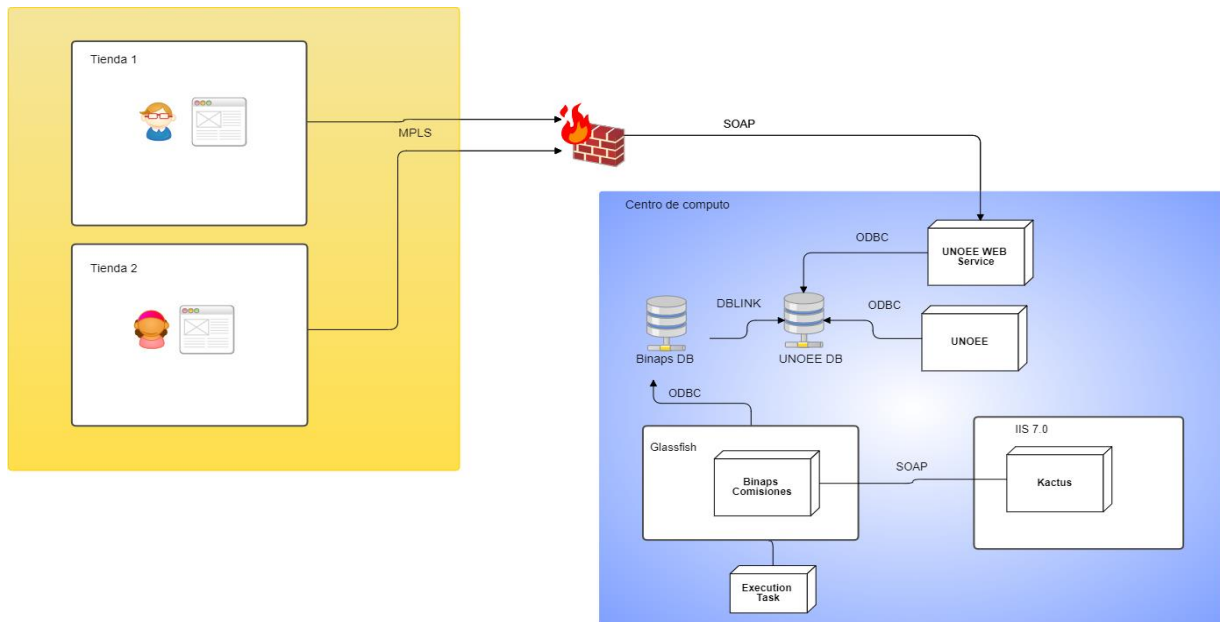 Tienda 1
MPLS
SOAP
Tienda 2
Centro de computo
ODBC
UNOEE WEB
Service
DBLINK
ODBC
Binaps DB
UNOEE DB
UNOEE
ODBC
Glassfish
IIS 7.0
Binaps
Comisiones
SOAP
Kactus
Execution
Task